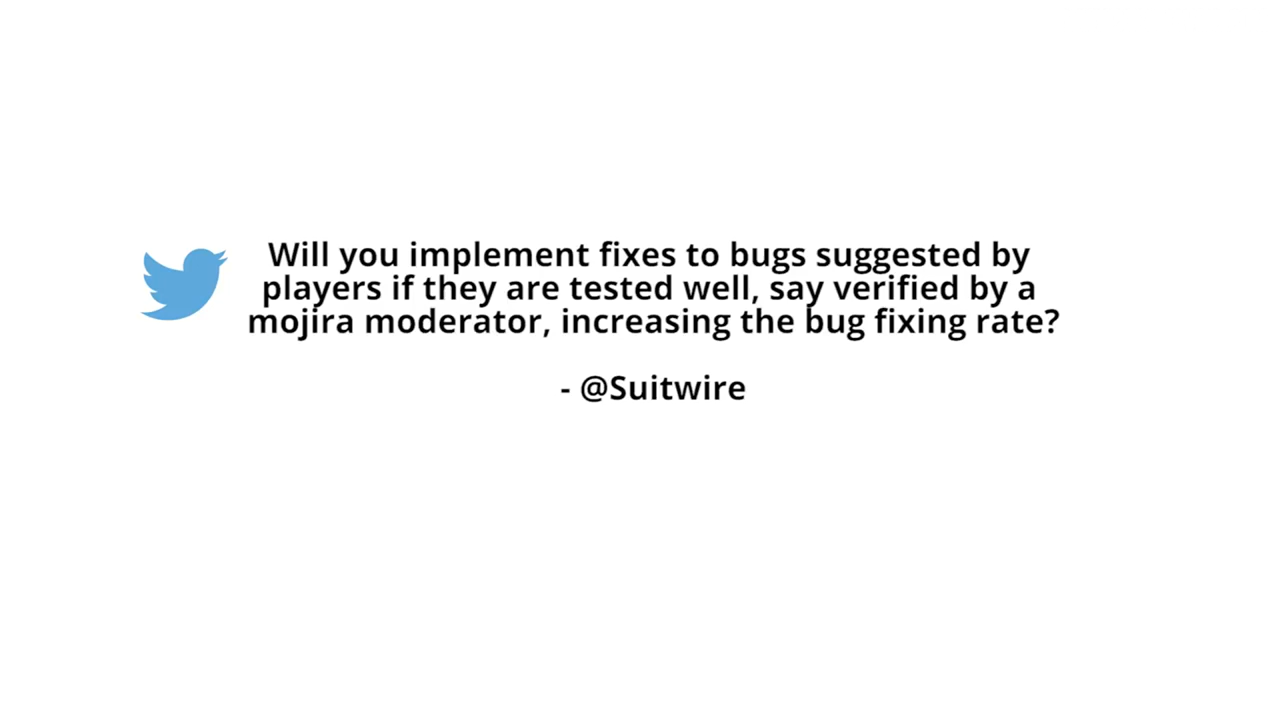 Will you implement fixes to bugs suggested by
players if they are tested well, say verified by a
mojira moderator, increasing the bug fixing rate?
- @Suitwire